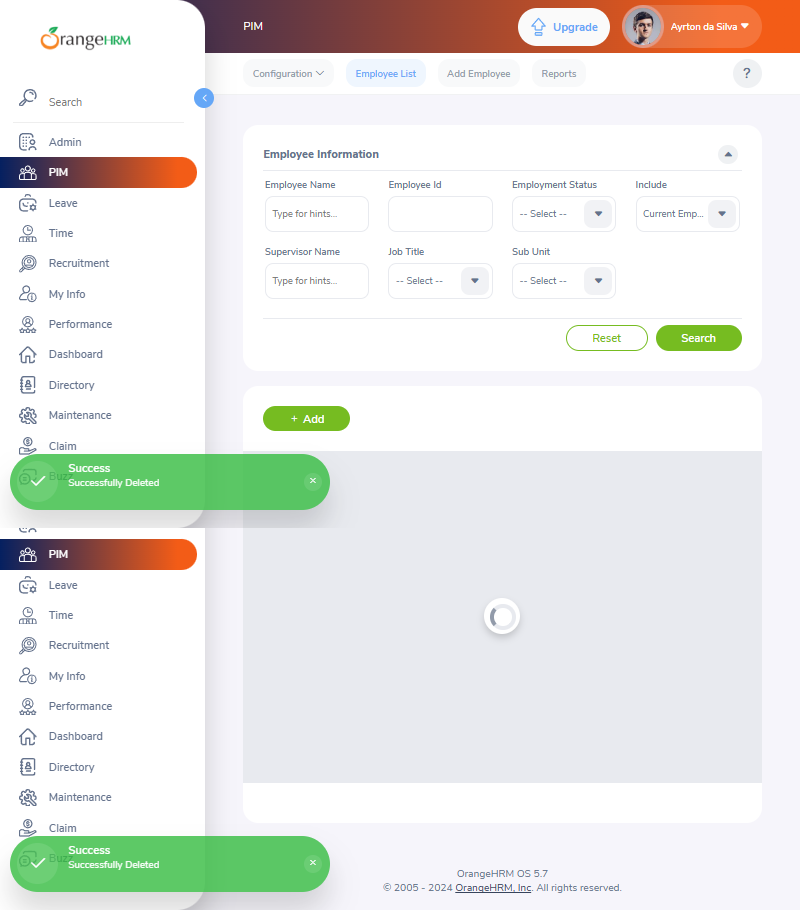 OrangeHRM
PIM
Upgrade
Ayrton da Silva
Configuration
Employee List
Add Employee
Reports
?
Search
Admin
PIM
Leave
Time
Recruitment
My Info
Performance
Dashboard
Directory
Maintenance
Claim
Buzz
Success
Successfully Deleted
Employee Information
Employee Name
Employee Id
Employment Status
Include
Type for hints...
-- Select --
Current Emp...
Supervisor Name
Job Title
Sub Unit
Type for hints...
-- Select --
-- Select --
Reset
Search
+ Add
PIM
Leave
Time
Recruitment
My Info
Performance
Dashboard
Directory
Maintenance
Claim
Buzz
Success
Successfully Deleted
OrangeHRM OS 5.7
© 2005 - 2024 OrangeHRM, Inc. All rights reserved.